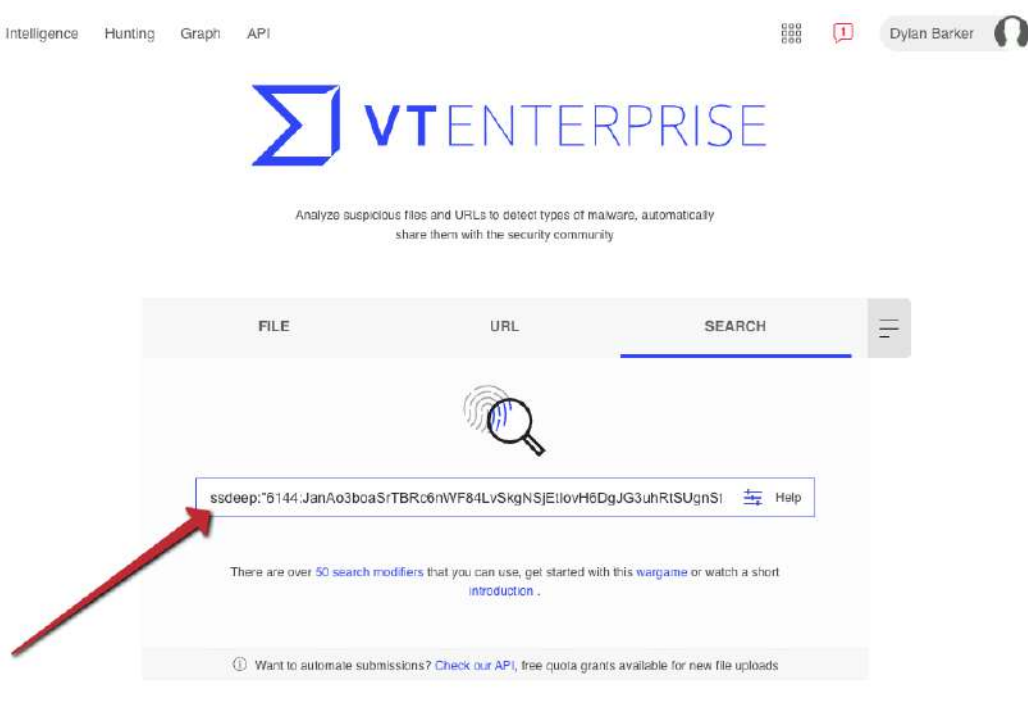 Intelligence Hunting Graph API 1 Dylan Barker
VTENTERPRISE
Analyze suspicious files and URLs to detect types of malware, automatically
share them with the security community
FILE URL SEARCH
ssdeep:"6144:JanAo3boaSrTBRc6nWF84LvSkgNSjEtIovH6DgJG3uhRtSUgnSt Help
There are over 50 search modifiers that you can use, get started with this wargame or watch a short
introduction .
Want to automate submissions? Check our API, free quota grants available for new file uploads